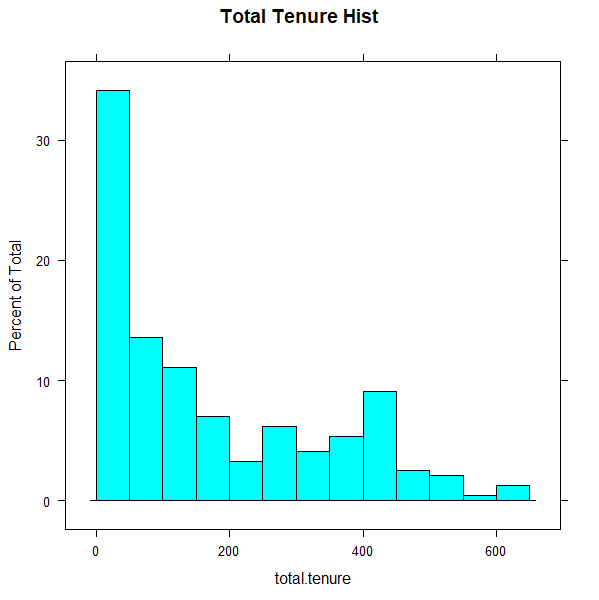 Total Tenure Hist
Percent of Total
30
20
10
0
0 200 400 600
total.tenure